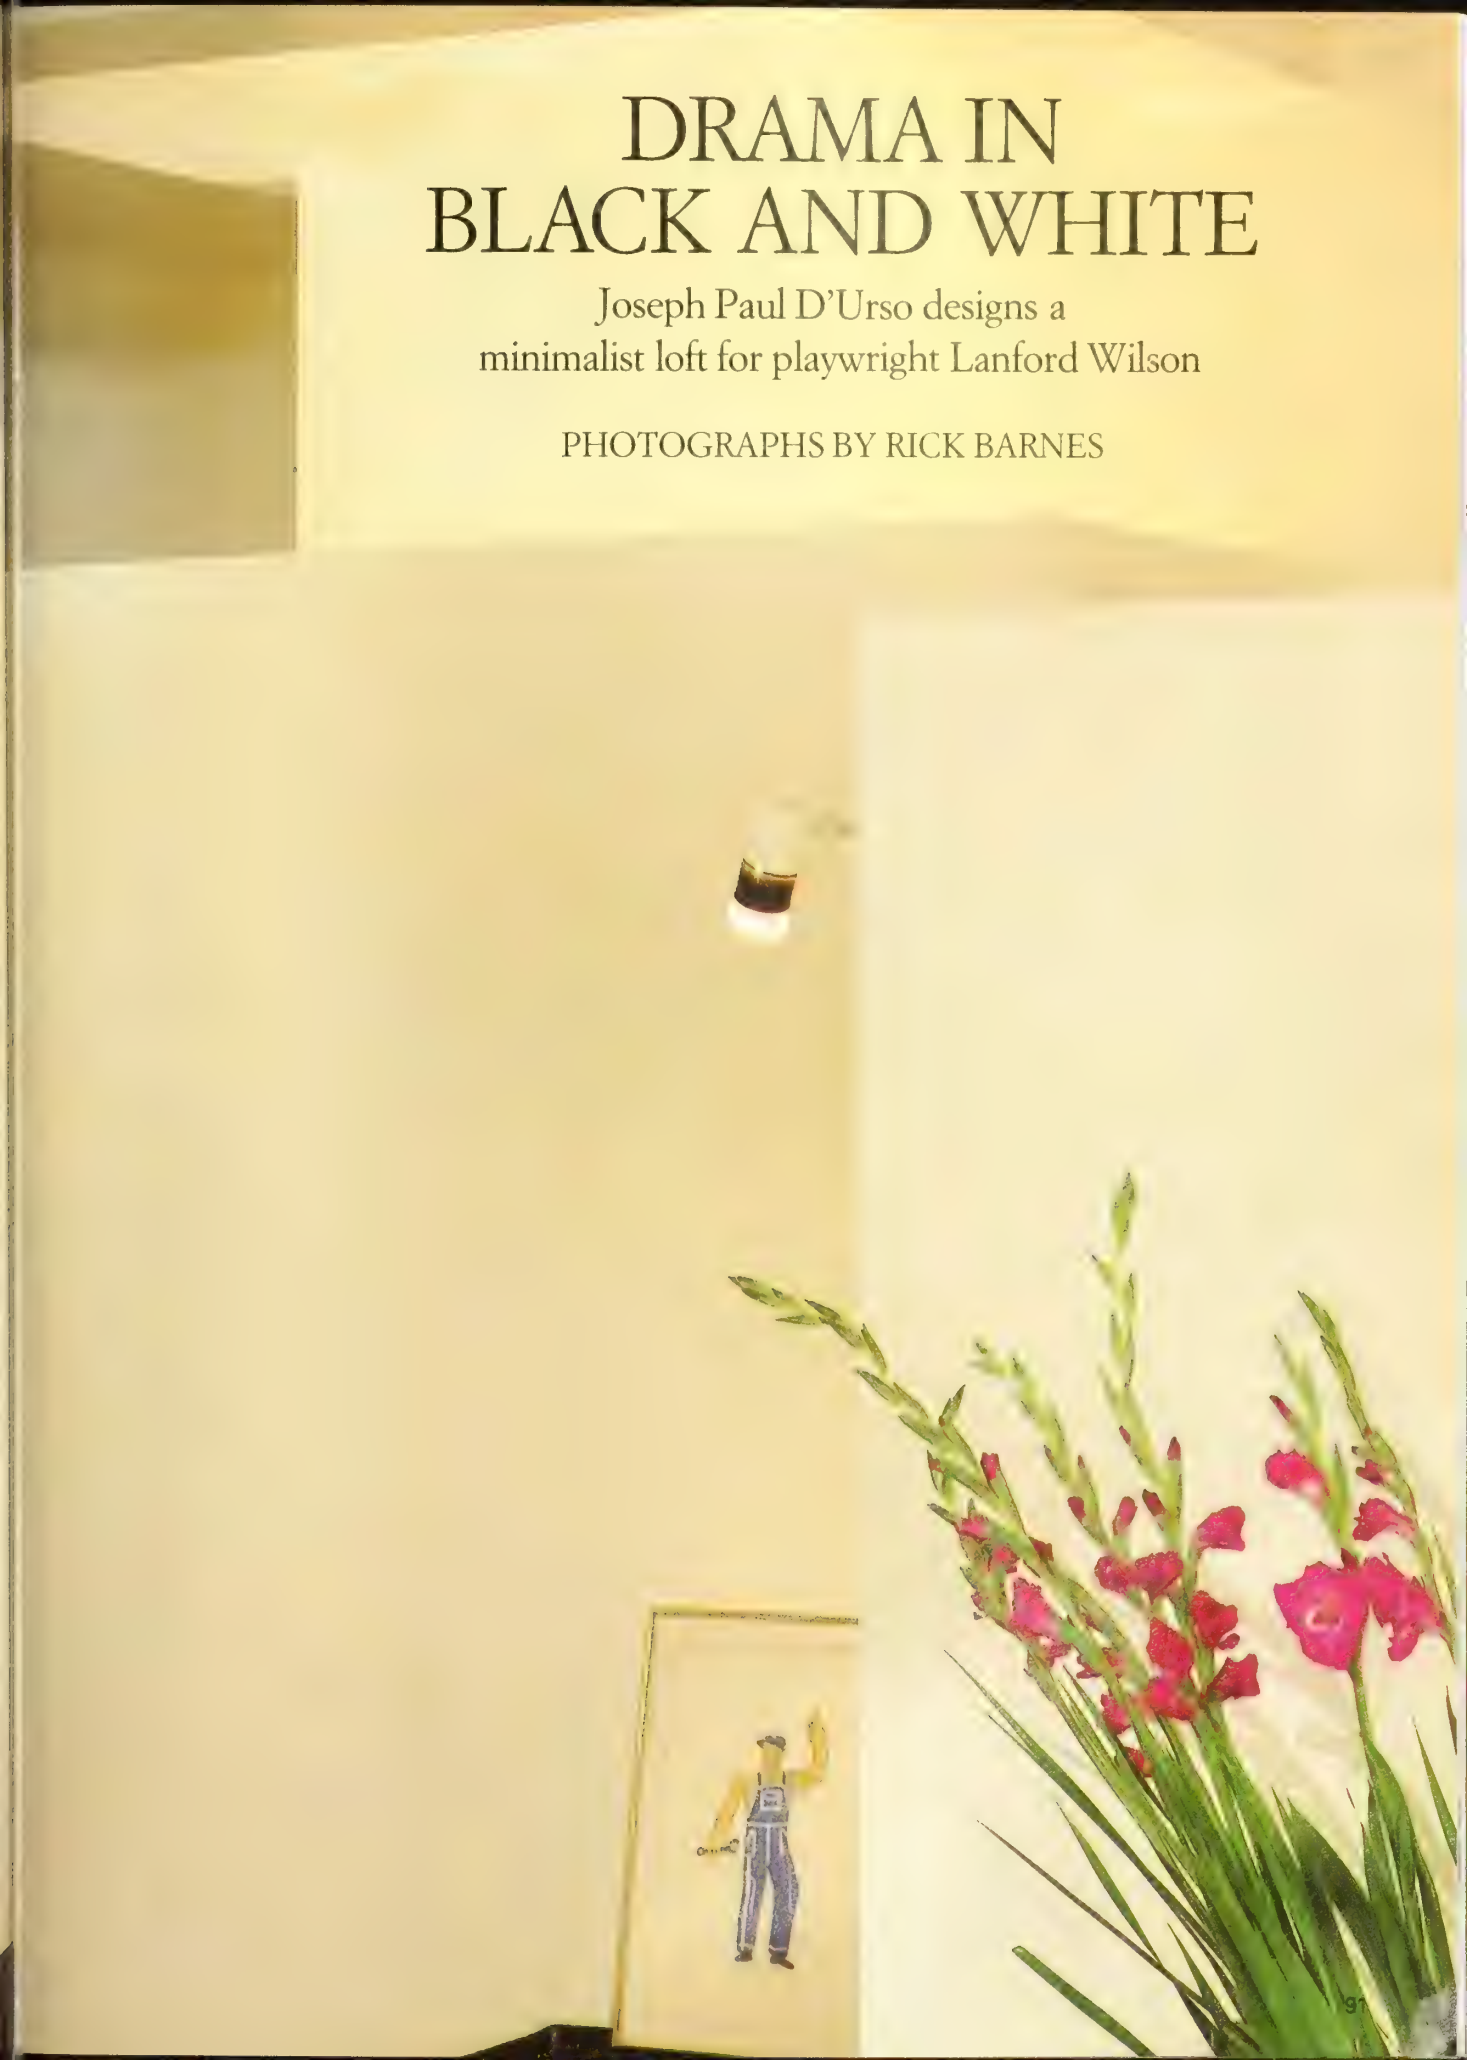 DRAMA IN
BLACK AND WHITE
Joseph Paul D'Urso designs a
minimalist loft for playwright Lanford Wilson
PHOTOGRAPHS BY RICK BARNES
91